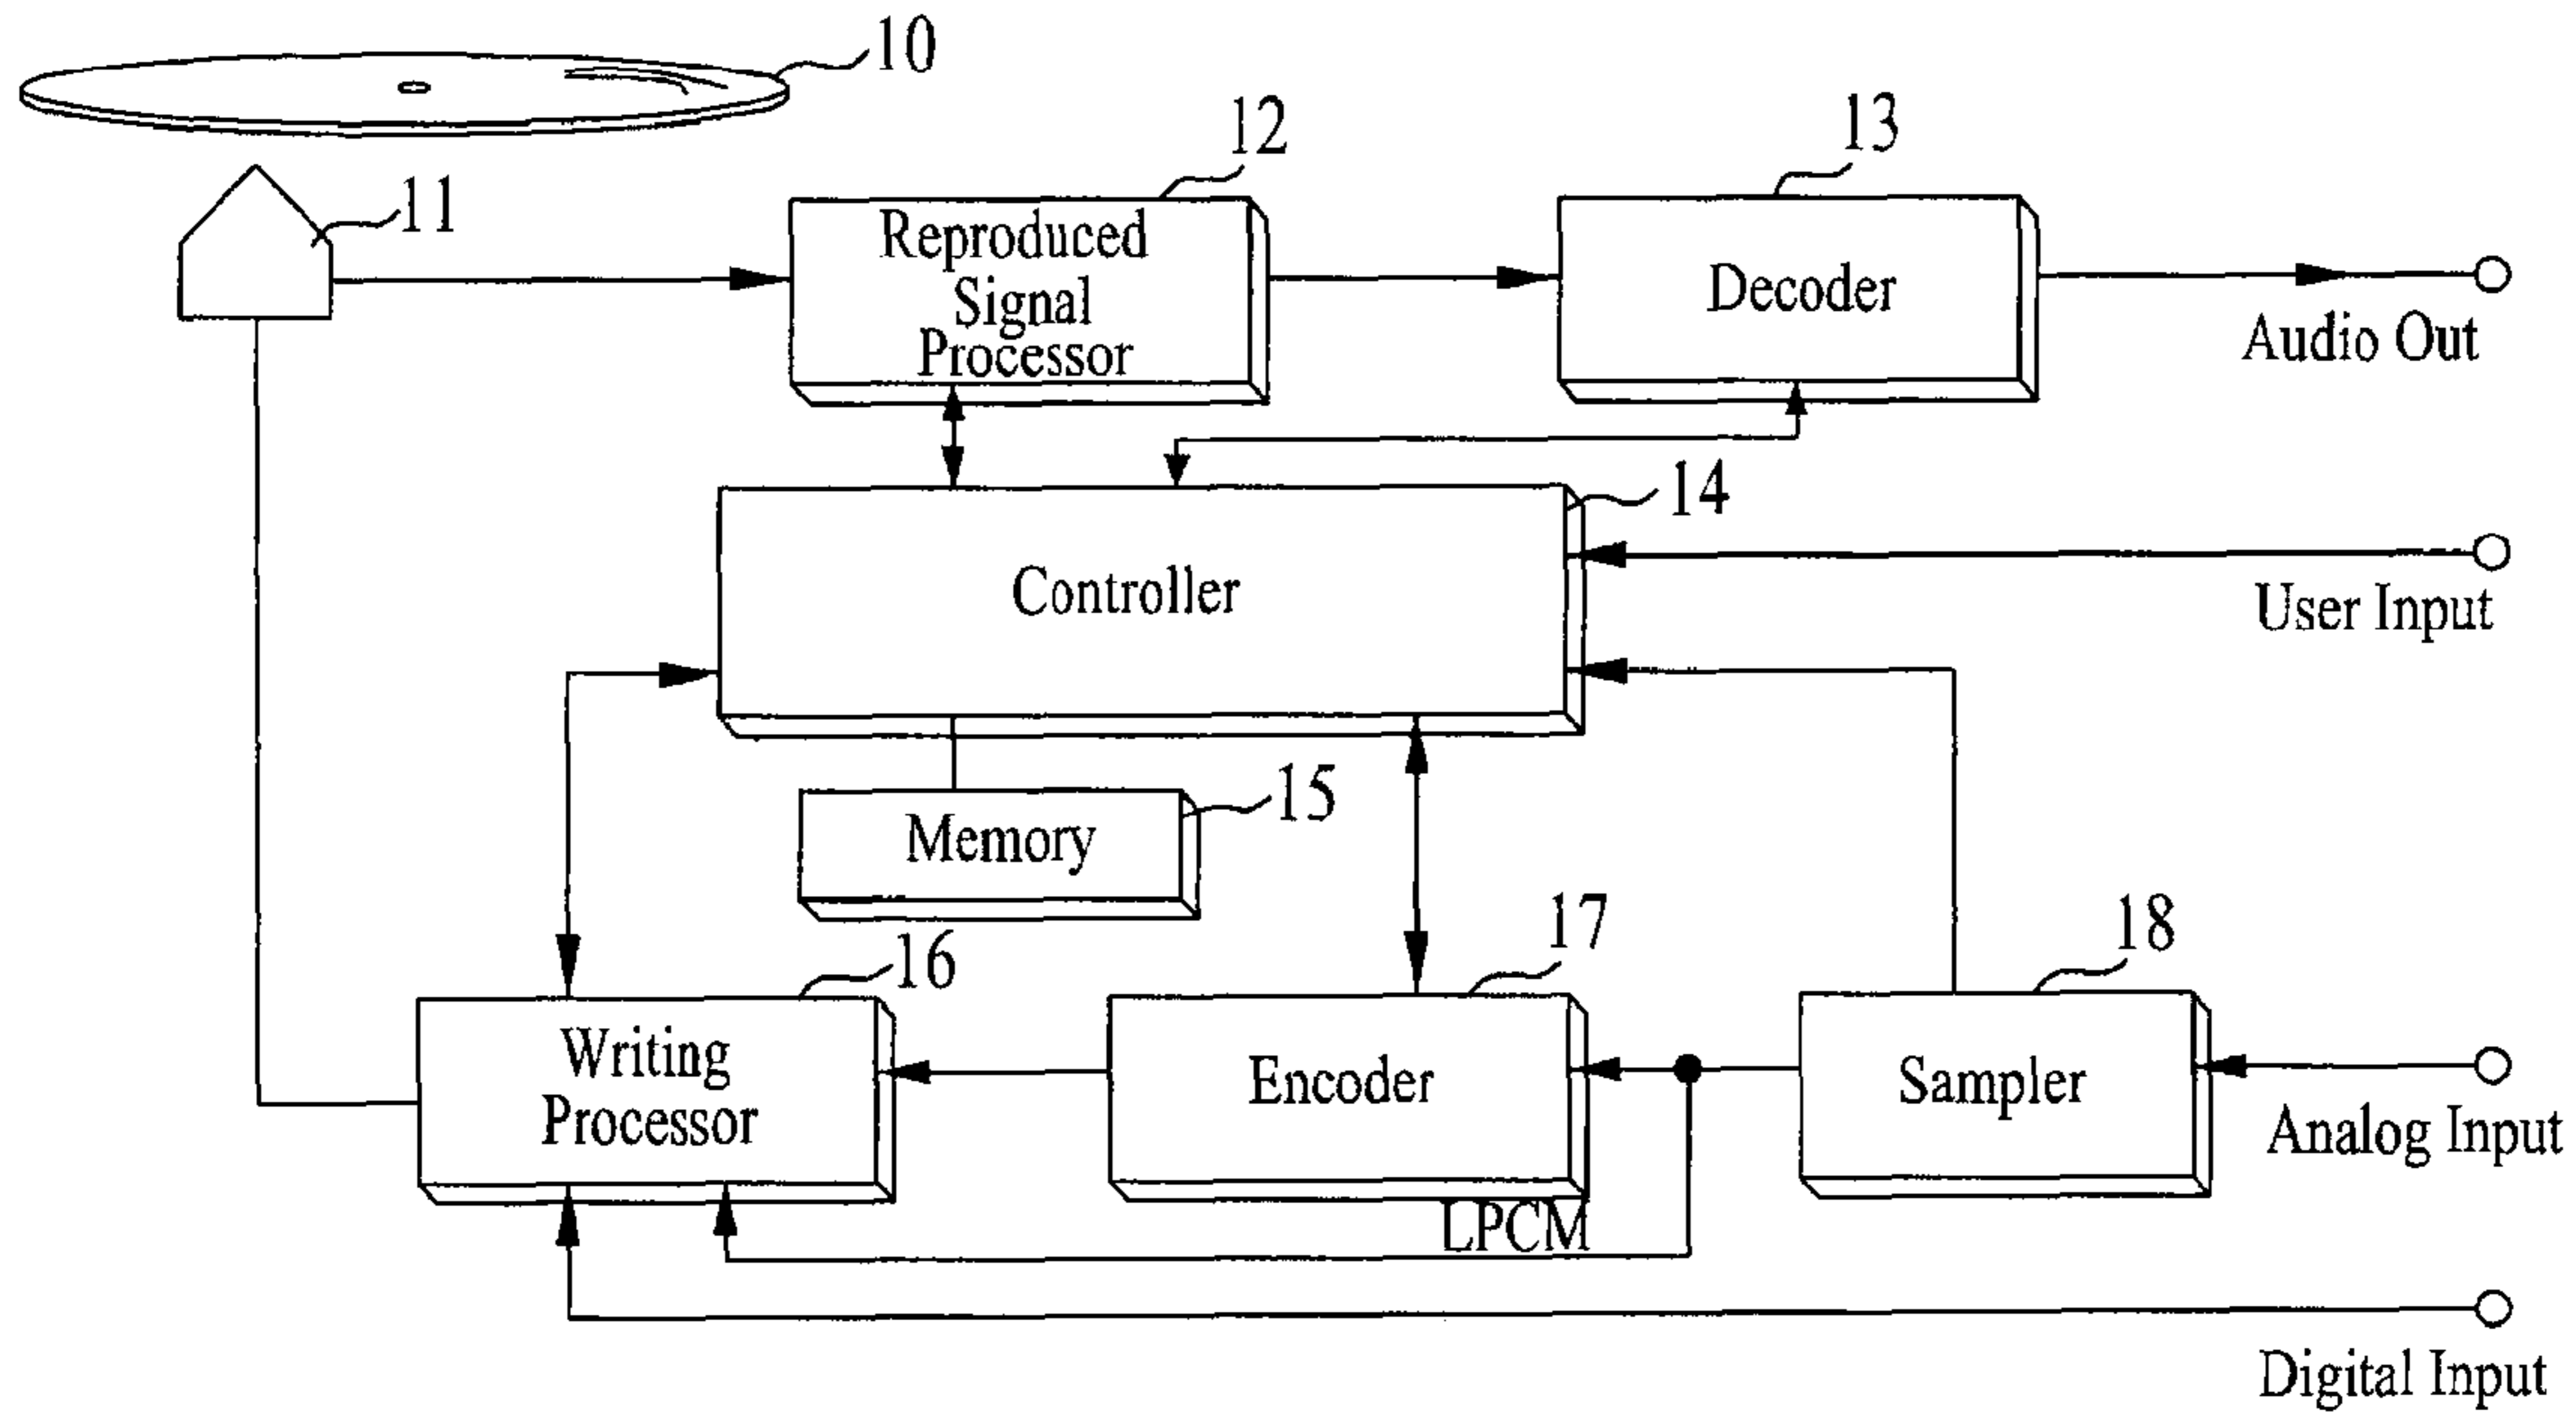 10
11
12
13
Reproduced
Signal
Processor
Decoder
Audio Out
14
Controller
User Input
15
Memory
16
17
18
Writing
Processor
Encoder
Sampler
Analog Input
LPCM
Digital Input